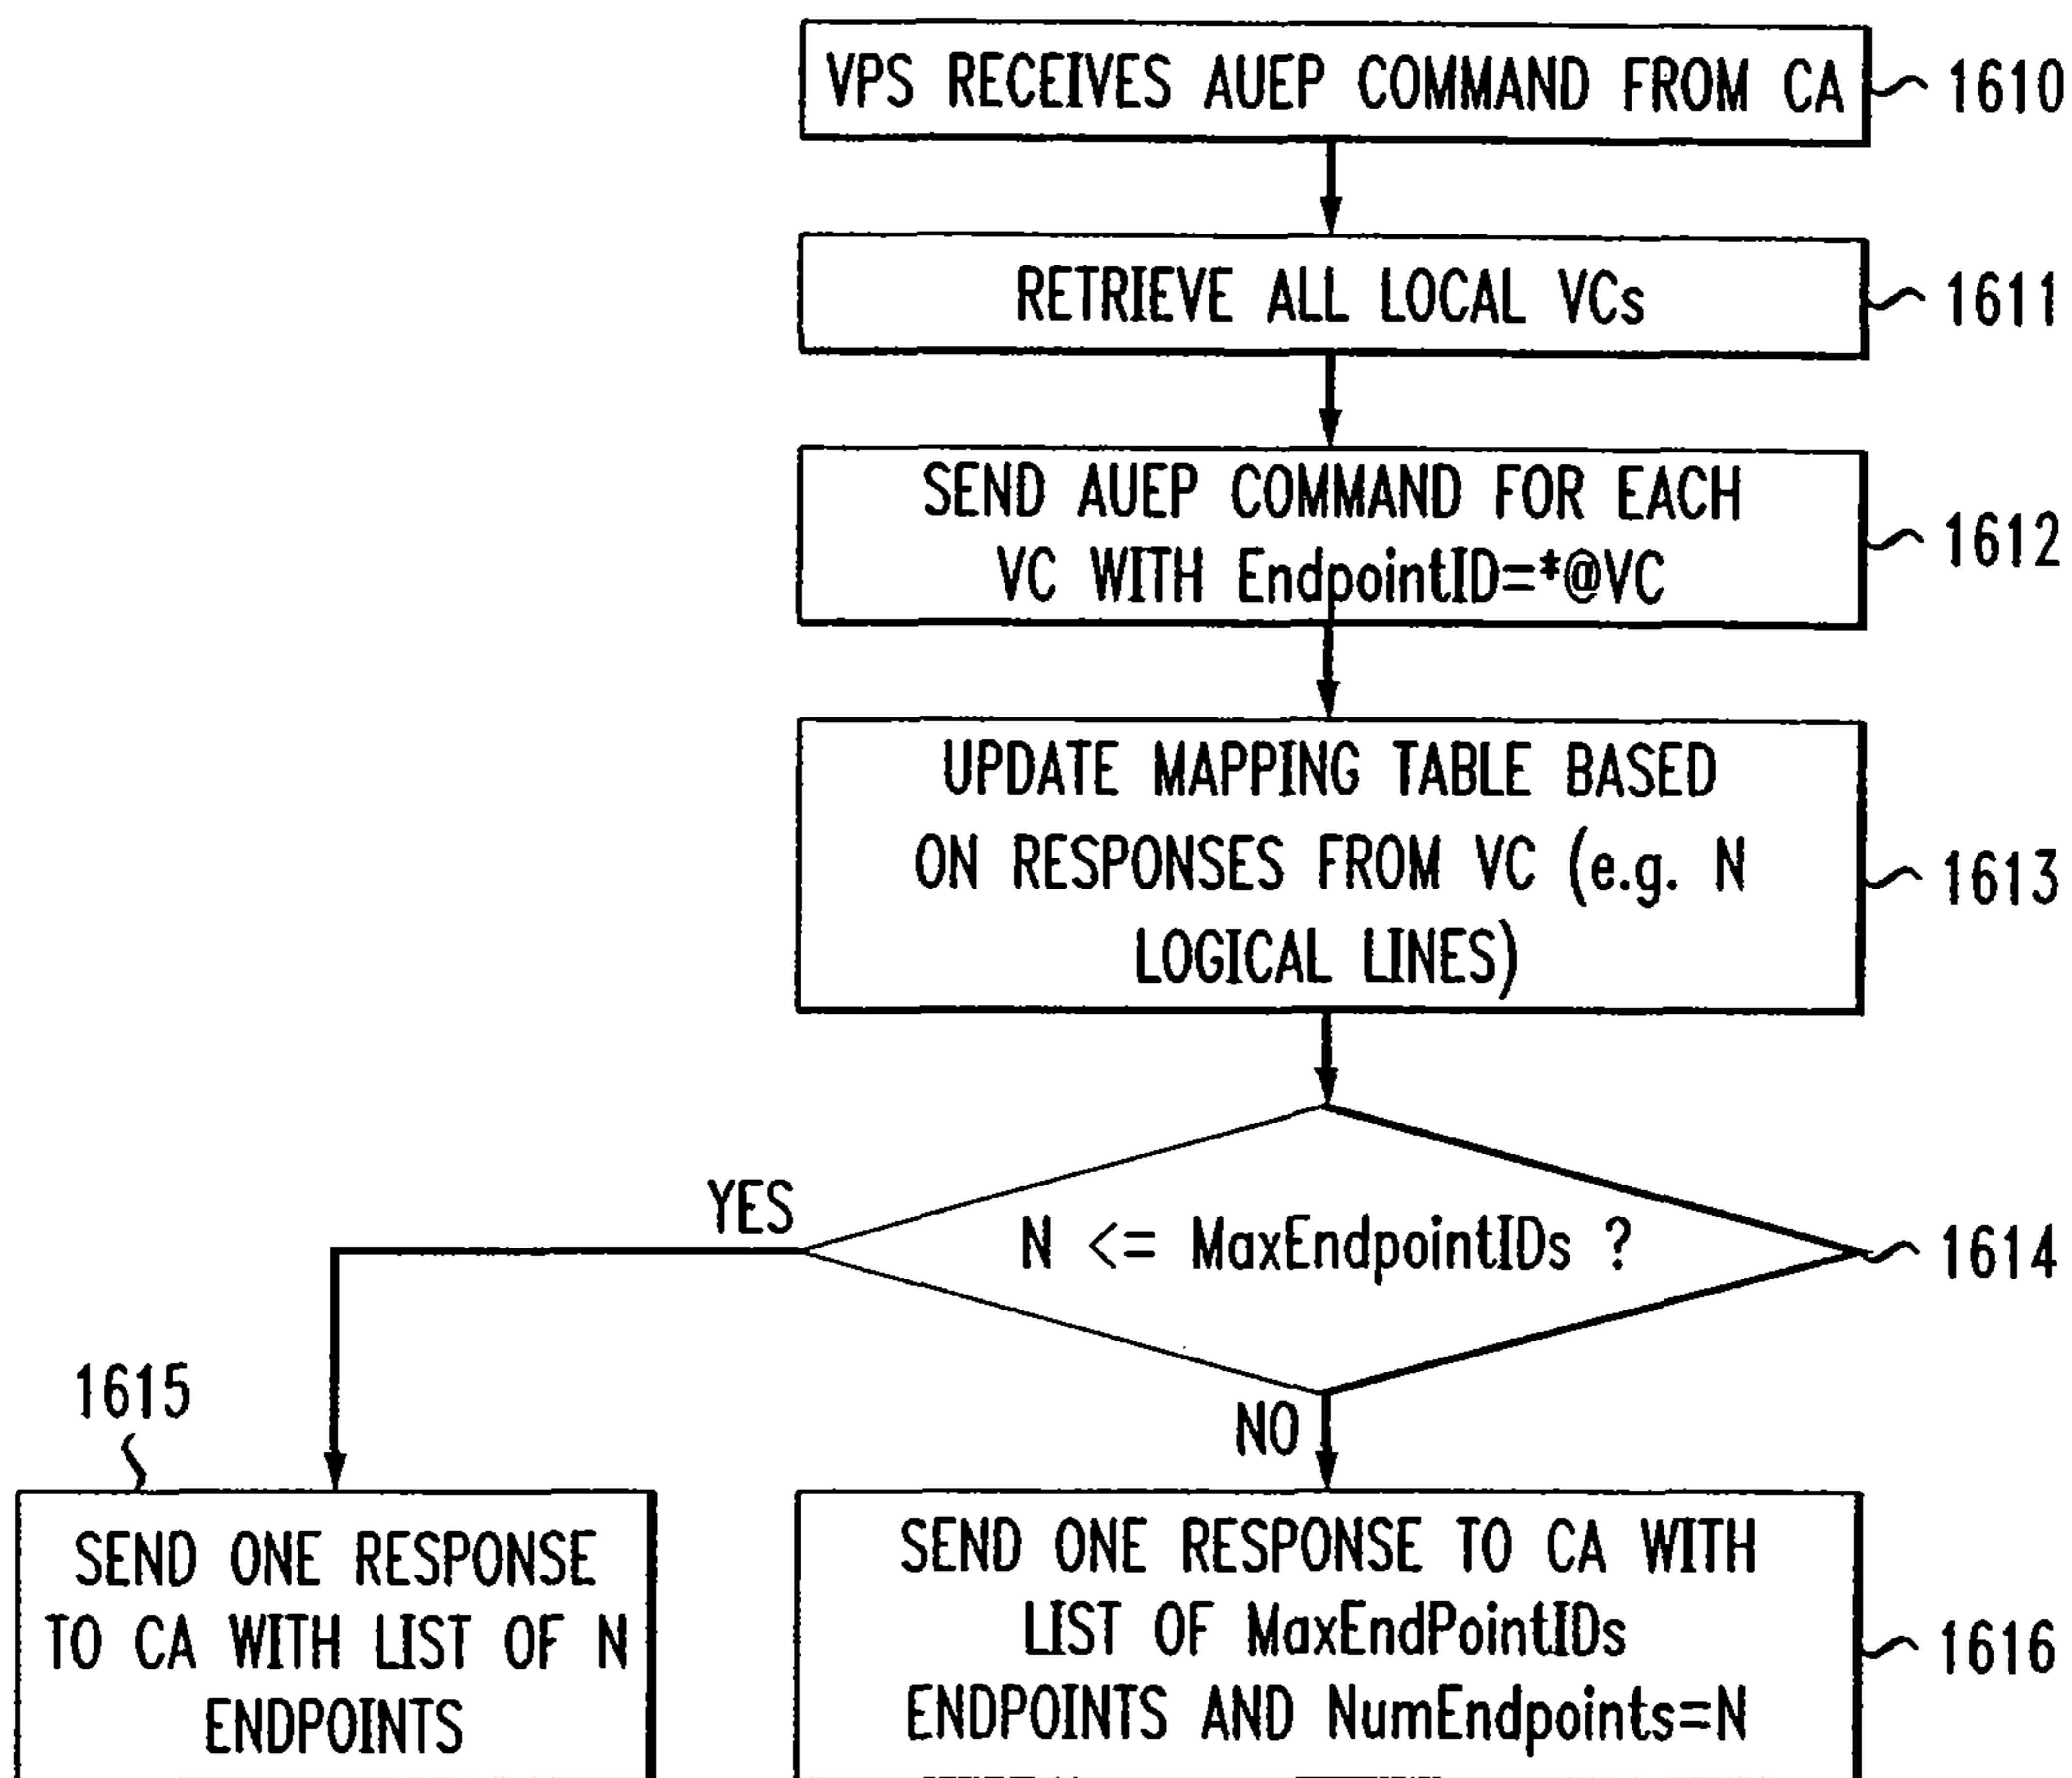 VPS RECEIVES AUEP COMMAND FROM CA
1610
RETRIEVE ALL LOCAL VCs
1611
SEND AUEP COMMAND FOR EACH
VC WITH EndpointID=*@VC
1612
UPDATE MAPPING TABLE BASED
ON RESPONSES FROM VC (e.g. N
LOGICAL LINES)
1613
N <= MaxEndpointIDs ?
1614
YES
NO
1615
SEND ONE RESPONSE
TO CA WITH LIST OF N
ENDPOINTS
SEND ONE RESPONSE TO CA WITH
LIST OF MaxEndPointIDs
ENDPOINTS AND NumEndpoints=N
1616